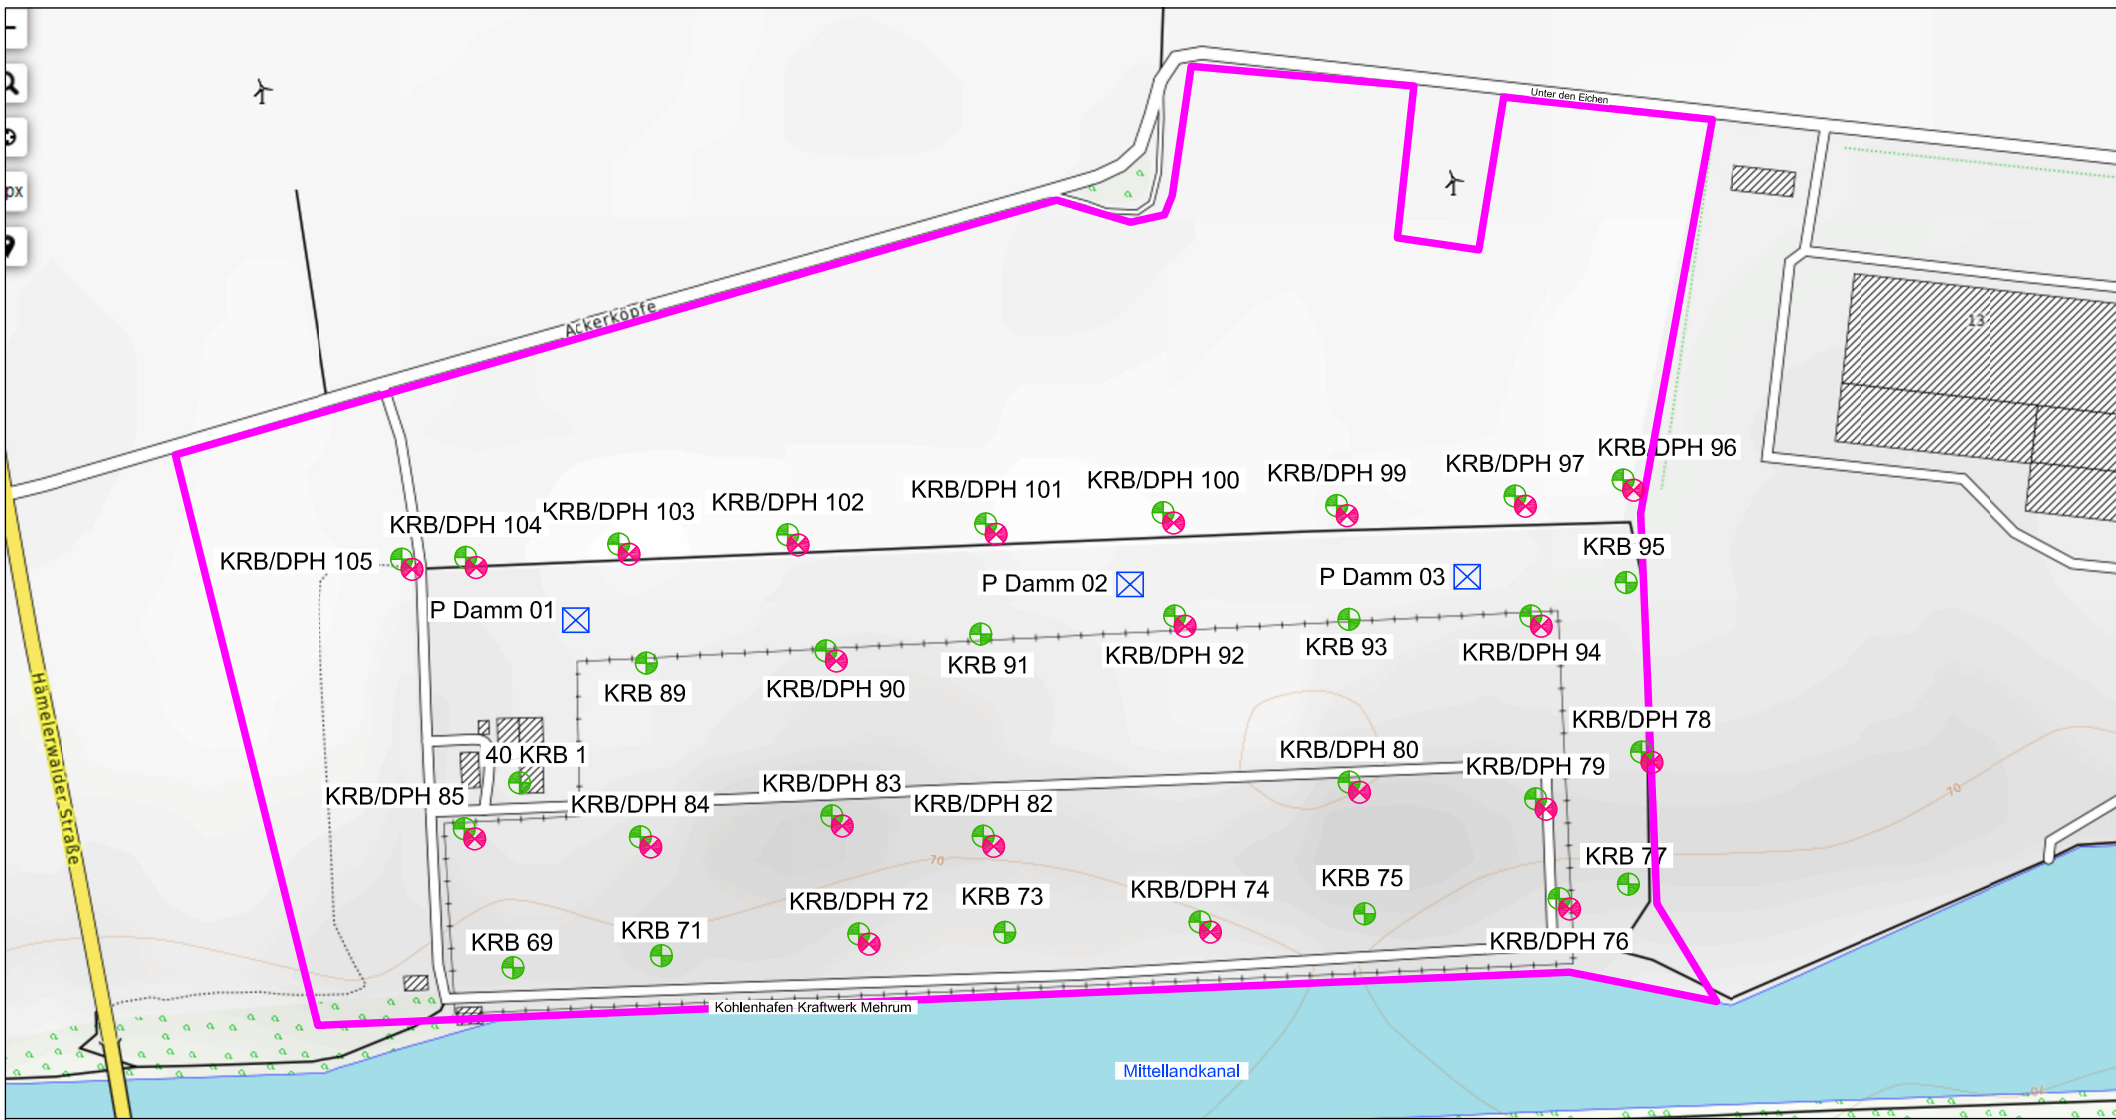 px
Unter den Eichen
Ackerköpfe
13
KRB/DPH 96
KRB/DPH 97
KRB/DPH 99
KRB/DPH 100
KRB/DPH 101
KRB/DPH 102
KRB/DPH 103
KRB/DPH 104
KRB/DPH 105
KRB 95
P Damm 03
P Damm 02
P Damm 01
KRB 93
KRB/DPH 94
KRB/DPH 92
KRB 91
KRB/DPH 90
KRB 89
KRB/DPH 78
Hämelerwalder Straße
40 KRB 1
KRB/DPH 80
KRB/DPH 79
KRB/DPH 83
KRB/DPH 85
KRB/DPH 84
KRB/DPH 82
70
70
KRB 77
KRB 75
KRB/DPH 74
KRB 73
KRB/DPH 72
KRB 71
KRB 69
KRB/DPH 76
Kohlenhafen Kraftwerk Mehrum
Mittellandkanal